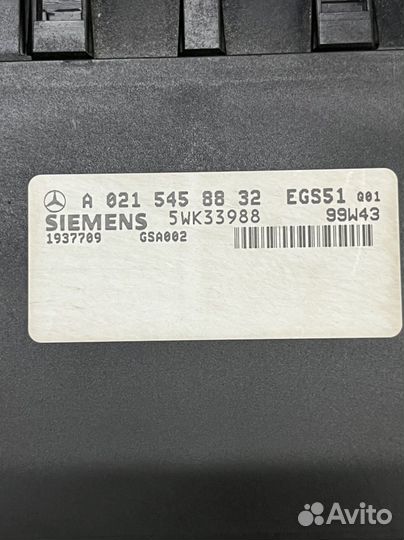 A 021 545 88 32 EGS51 Q01
SIEMENS 5WK33988 99W43
1937709 GSA002
Avito